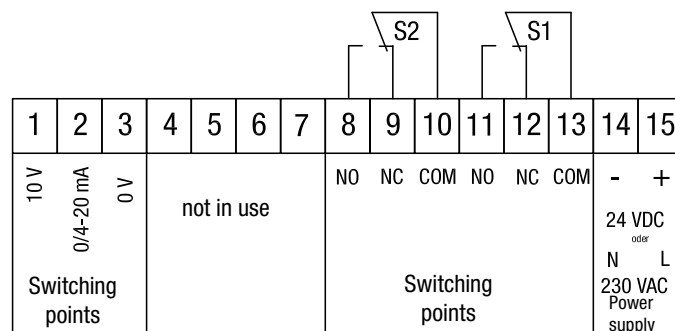 S2 S1
1 2 3 4 5 6 7 8 9 10 11 12 13 14 15
10 V 0/4-20 mA 0 V
not in use
NO NC COM NO NC COM
- +
24 VDC
oder
N L
230 VAC
Power
supply
Switching
points
Switching
points